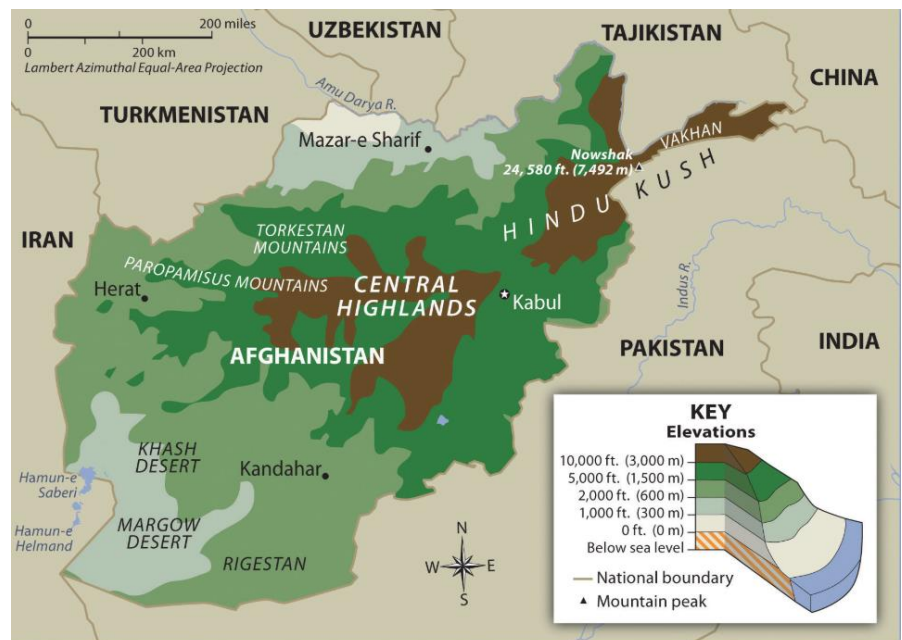 0 200 miles
0 200 km
Lambert Azimuthal Equal-Area Projection
UZBEKISTAN
TAJIKISTAN
CHINA
TURKMENISTAN
Amu Darya R.
Mazar-e Sharif
VAKHAN
Nowshak
24, 580 ft. (7,492 m)
HINDU KUSH
IRAN
TORKESTAN
MOUNTAINS
PAROPAMISUS MOUNTAINS
Herat
CENTRAL
HIGHLANDS
Kabul
Indus R.
AFGHANISTAN
PAKISTAN
INDIA
KHASH
DESERT
Kandahar
Hamun-e
Saberi
MARGOW
DESERT
Hamun-e
Helmand
RIGESTAN
N
W E
S
KEY
Elevations
10,000 ft. (3,000 m)
5,000 ft. (1,500 m)
2,000 ft. (600 m)
1,000 ft. (300 m)
0 ft. (0 m)
Below sea level
National boundary
Mountain peak